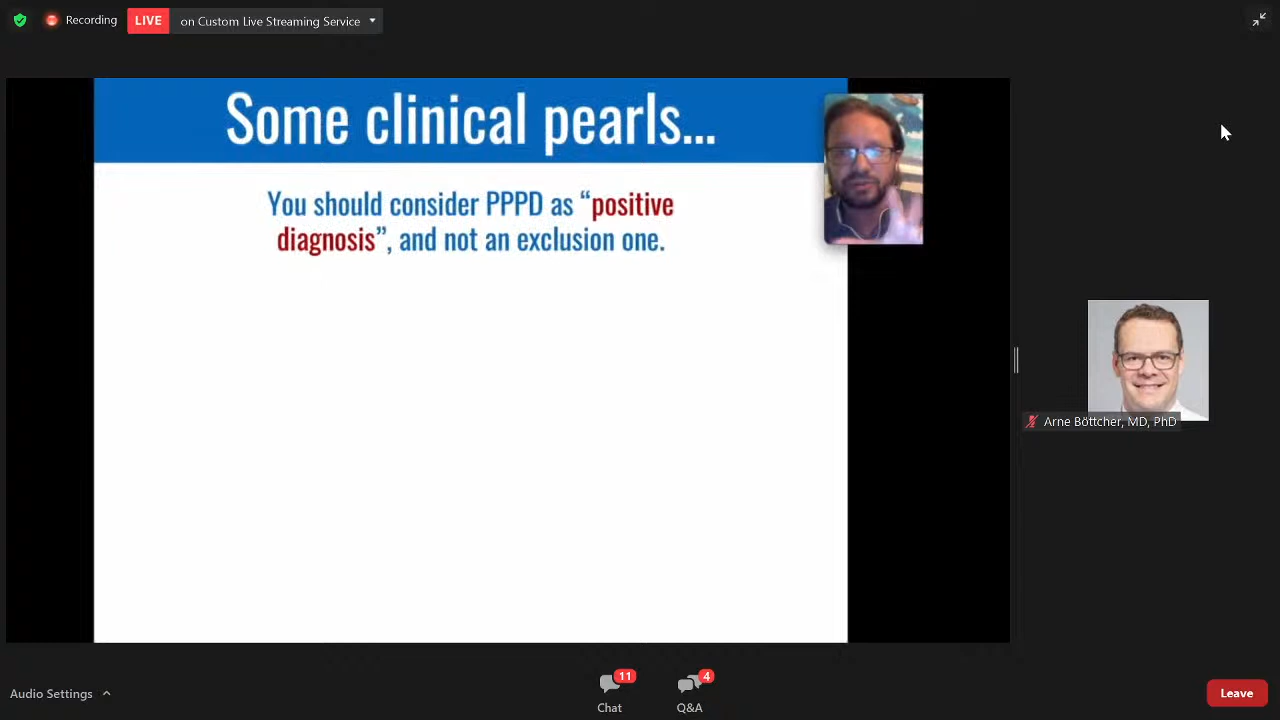 Recording
LIVE
on Custom Live Streaming Service
Some clinical pearls...
You should consider PPPD as “positive
diagnosis”, and not an exclusion one.
Arne Böttcher, MD, PhD
Audio Settings
11
Chat
4
Q&A
Leave